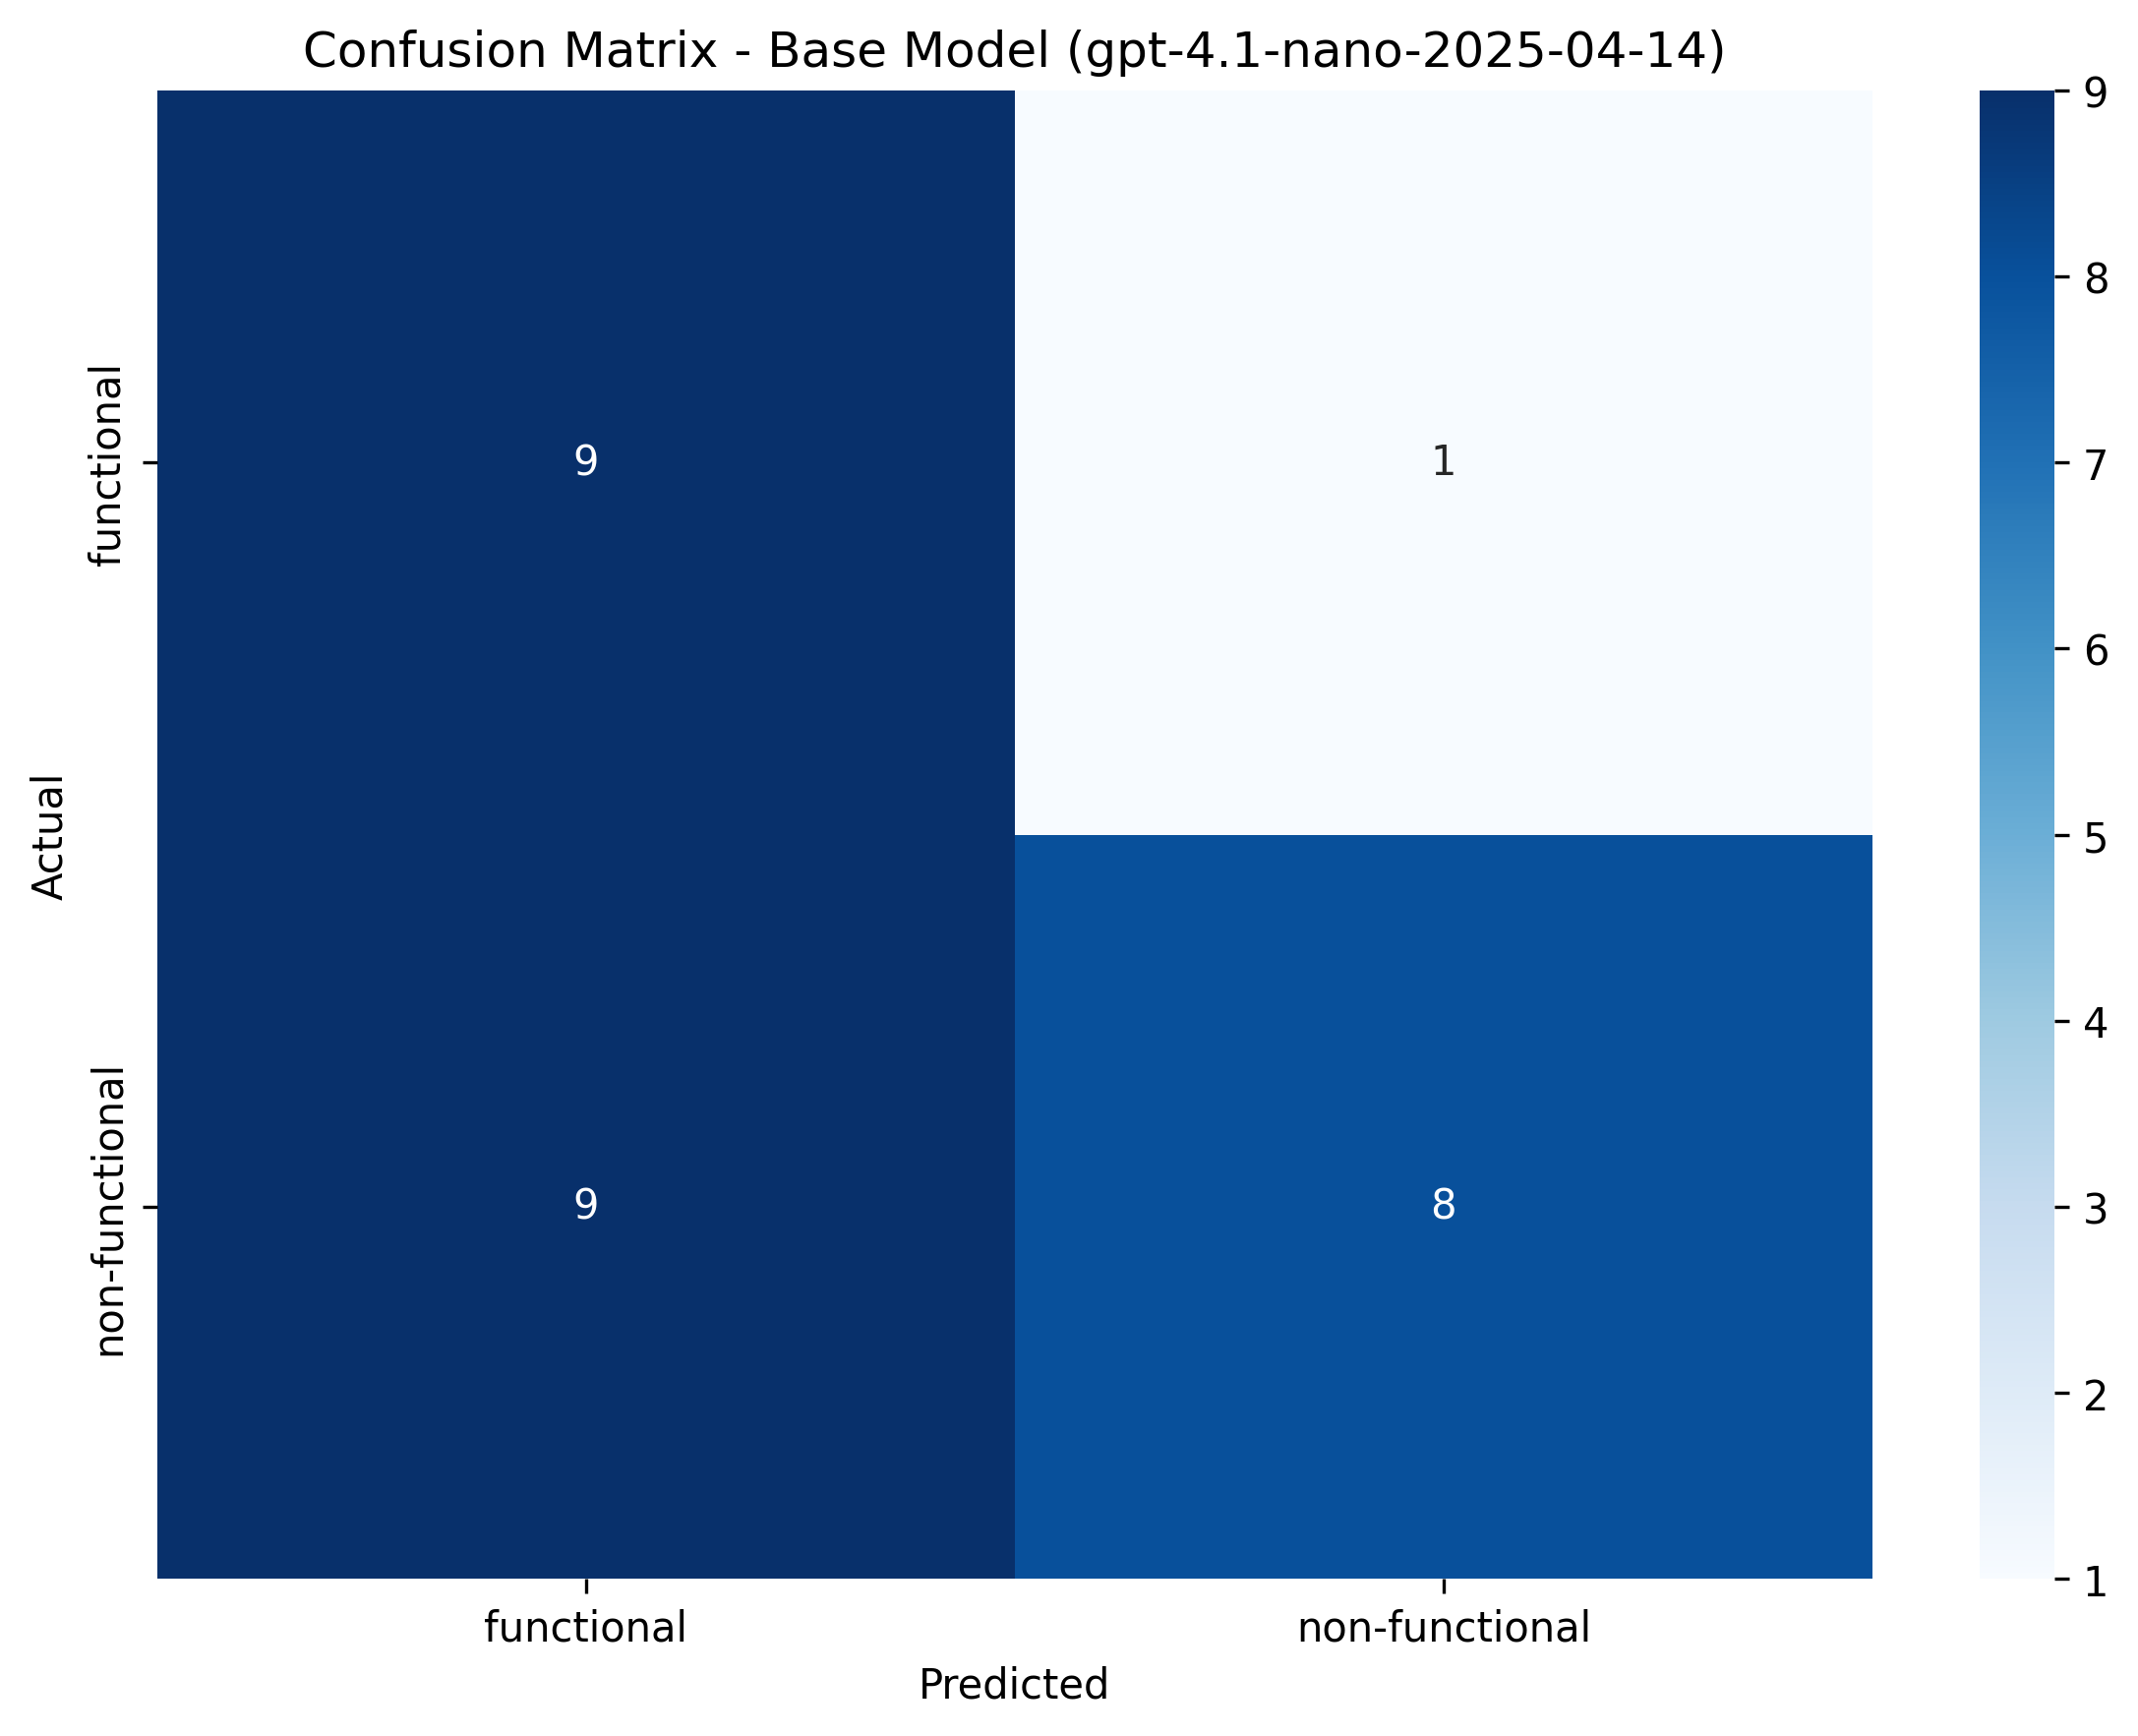 Confusion Matrix - Base Model (gpt-4.1-nano-2025-04-14)
Actual
functional
non-functional
9
1
9
8
functional
non-functional
Predicted
9
8
7
6
5
4
3
2
1